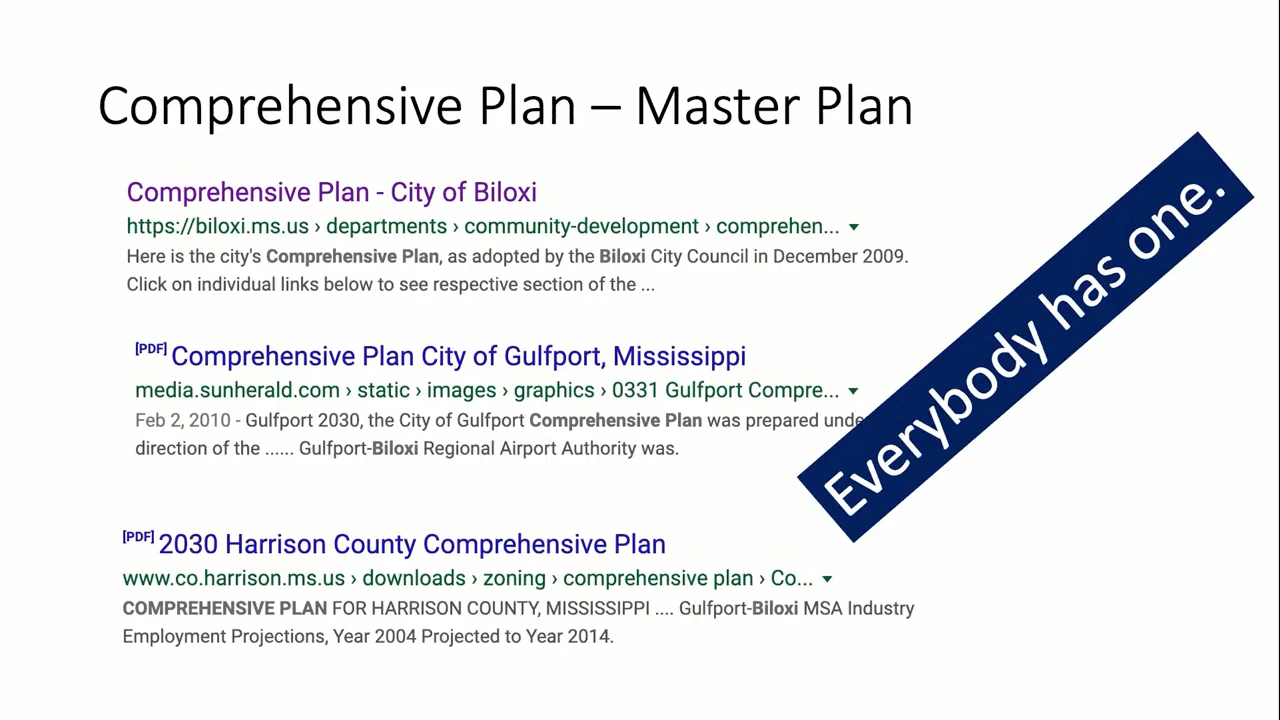 Comprehensive Plan – Master Plan
Comprehensive Plan - City of Biloxi
https://biloxi.ms.us › departments › community-development › comprehen...
Here is the city's Comprehensive Plan, as adopted by the Biloxi City Council in December 2009.
Click on individual links below to see respective section of the ...
[PDF] Comprehensive Plan City of Gulfport, Mississippi
media.sunherald.com › static › images › graphics › 0331 Gulfport Compre...
Feb 2, 2010 - Gulfport 2030, the City of Gulfport Comprehensive Plan was prepared unde
direction of the ...... Gulfport-Biloxi Regional Airport Authority was.
[PDF] 2030 Harrison County Comprehensive Plan
www.co.harrison.ms.us › downloads › zoning › comprehensive plan › Co...
COMPREHENSIVE PLAN FOR HARRISON COUNTY, MISSISSIPPI .... Gulfport-Biloxi MSA Industry
Employment Projections, Year 2004 Projected to Year 2014.
Everybody has one.